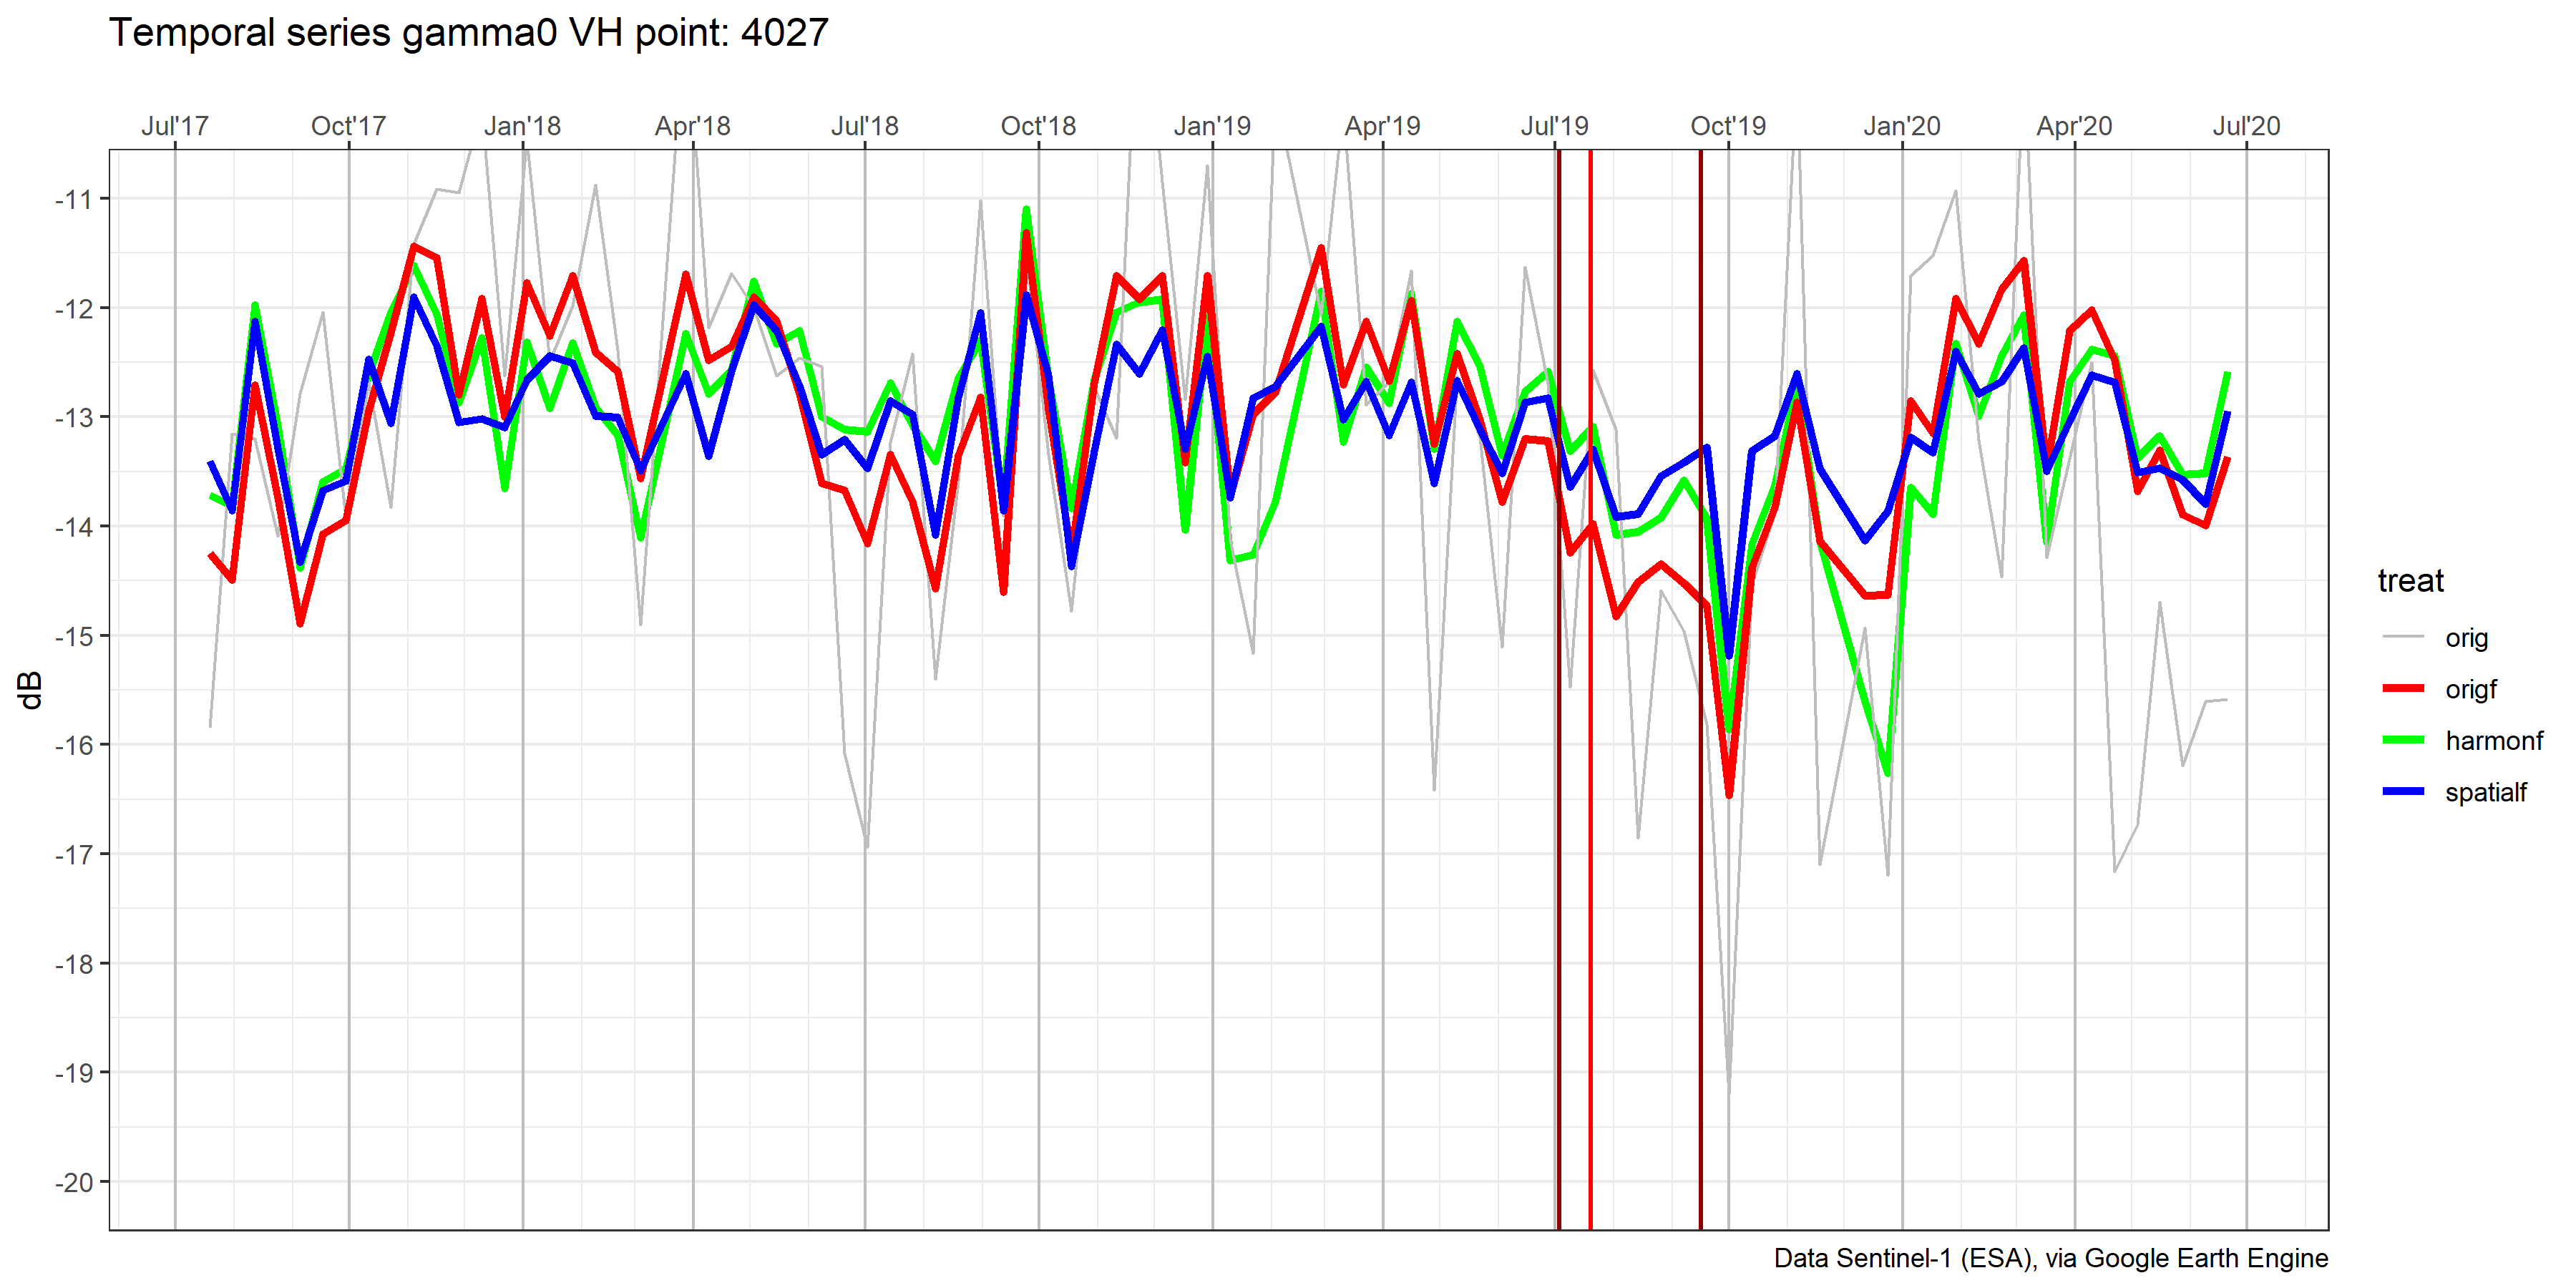 Temporal series gamma0 VH point: 4027
Jul'17 Oct'17 Jan'18 Apr'18 Jul'18 Oct'18 Jan'19 Apr'19 Jul'19 Oct'19 Jan'20 Apr'20 Jul'20
-11
-12
-13
-14
-15
-16
-17
-18
-19
-20
dB
treat
orig
origf
harmonf
spatialf
Data Sentinel-1 (ESA), via Google Earth Engine